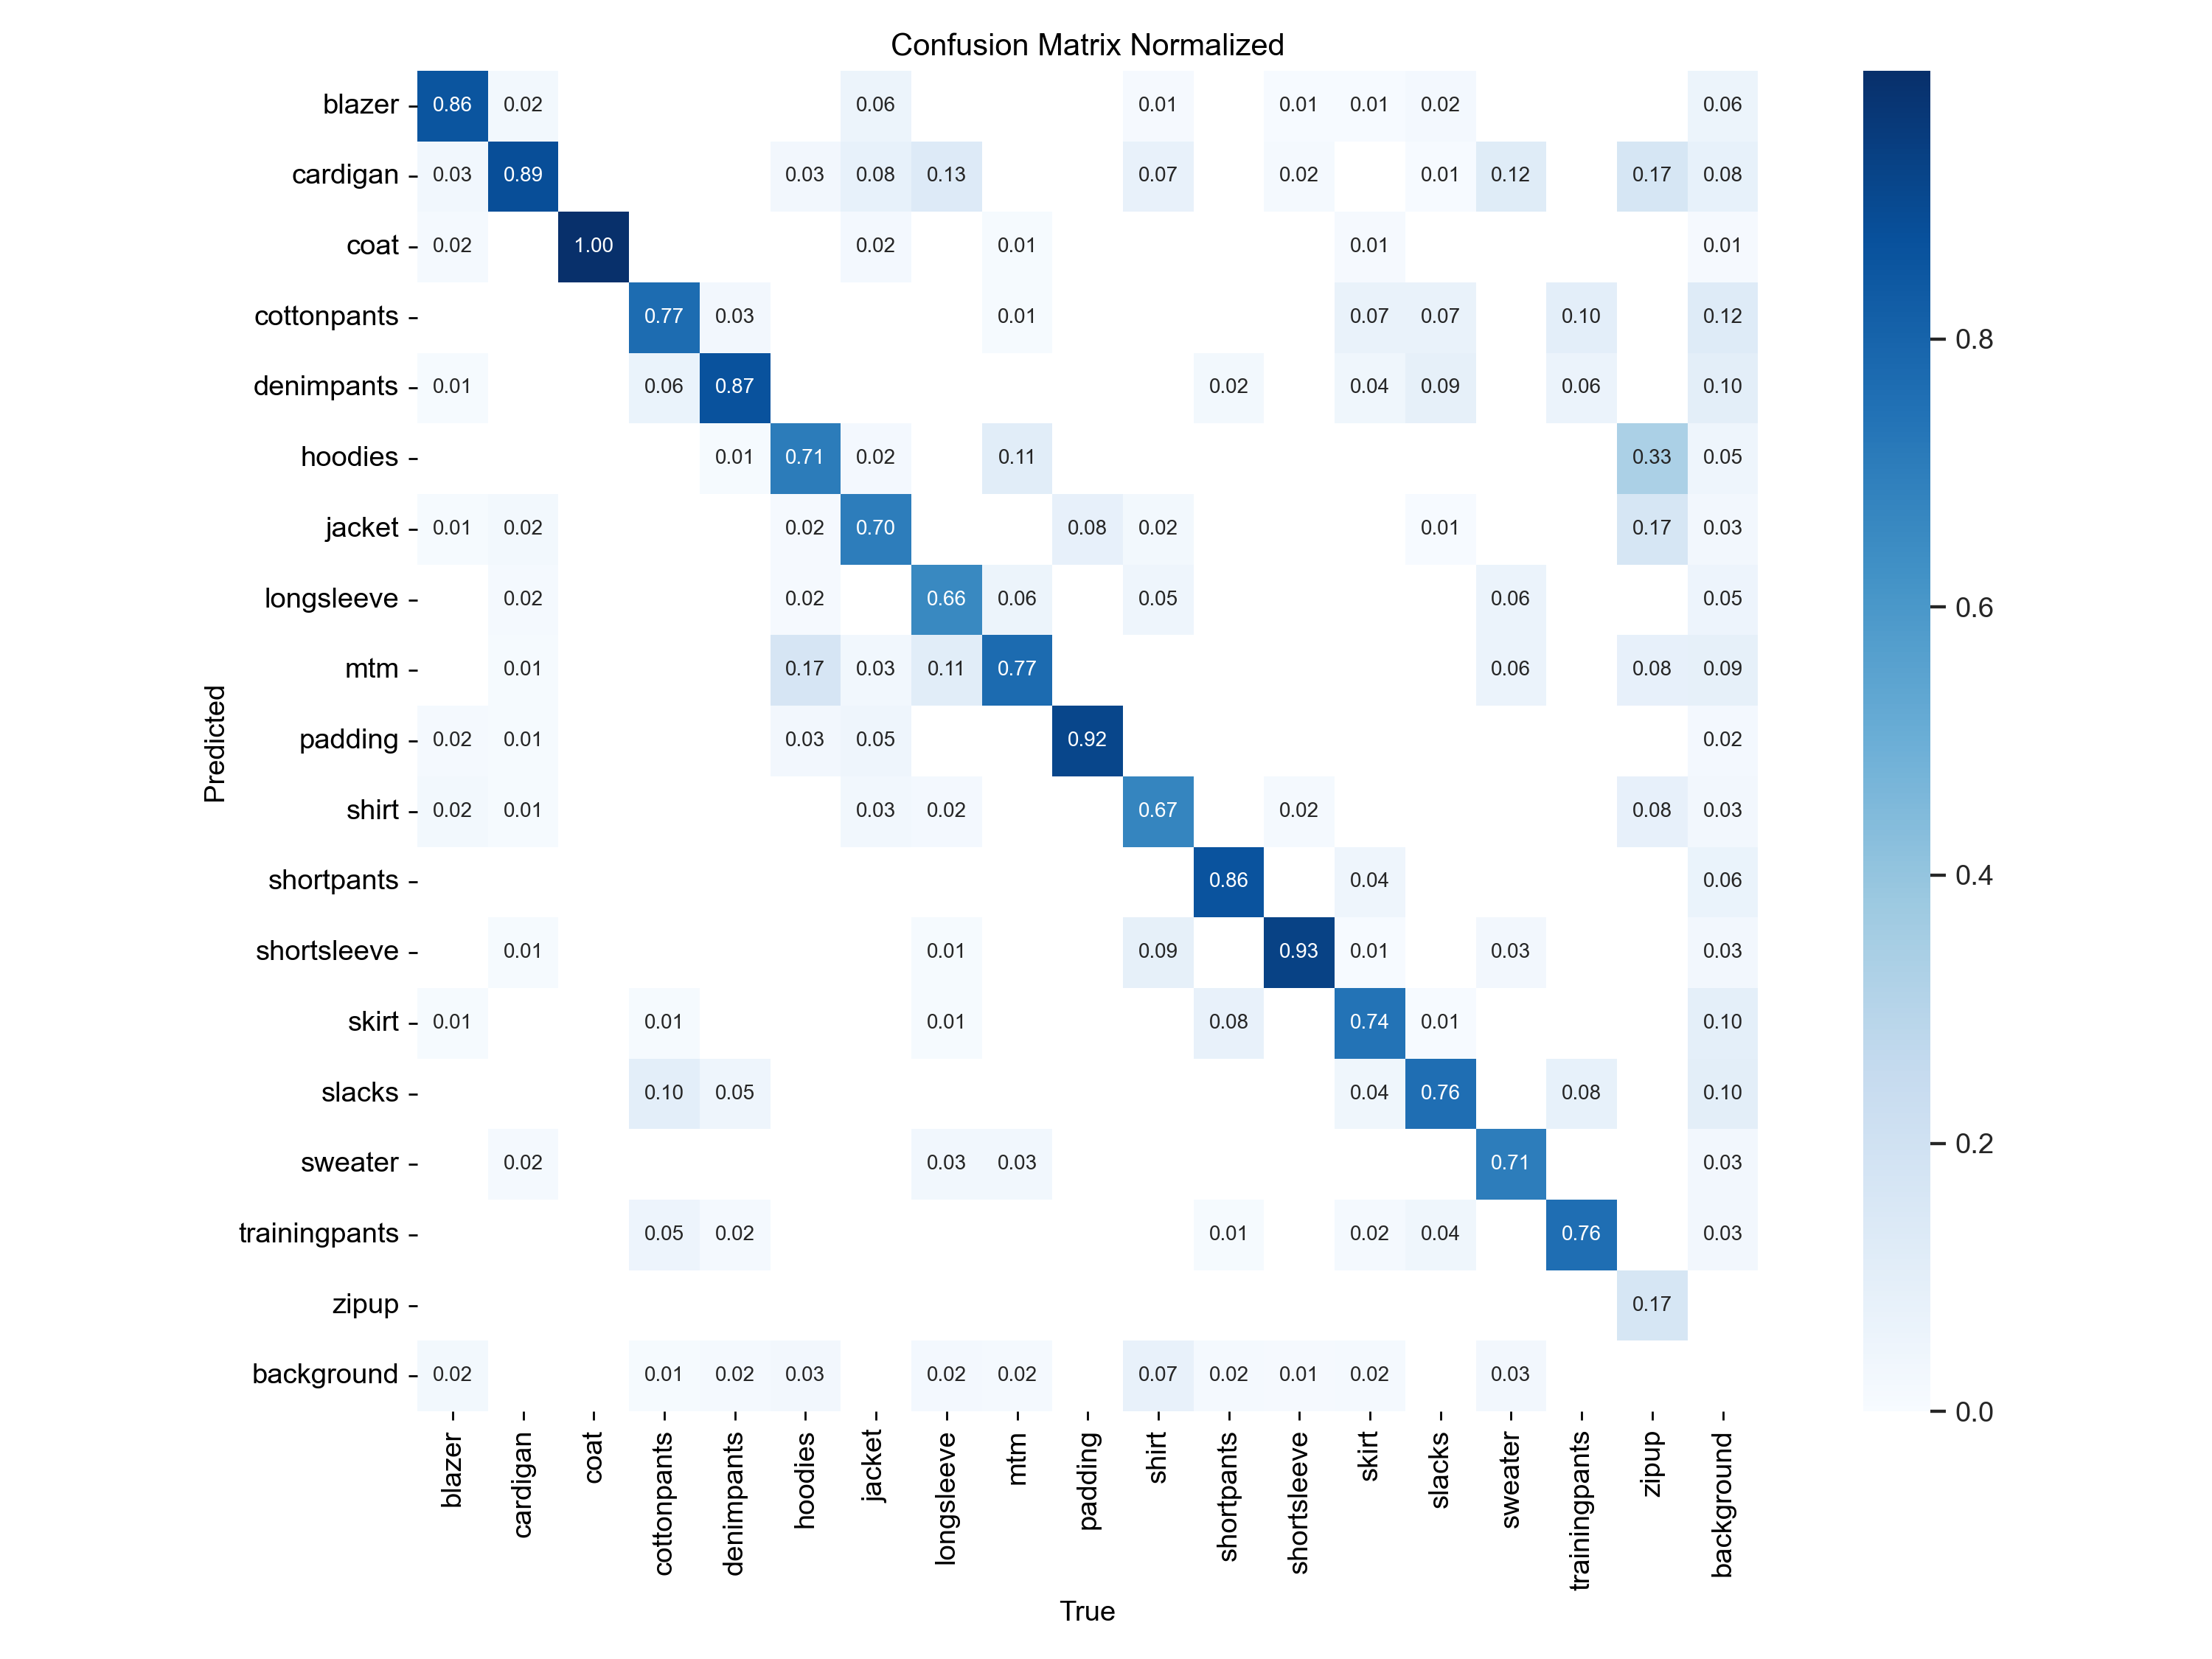 Confusion Matrix Normalized
blazer 0.86 0.02 0.06 0.01 0.01 0.01 0.02 0.06
cardigan 0.03 0.89 0.03 0.08 0.13 0.07 0.02 0.01 0.12 0.17 0.08
coat 0.02 1.00 0.02 0.01 0.01 0.01
cottonpants 0.77 0.03 0.01 0.07 0.07 0.10 0.12
denimpants 0.01 0.06 0.87 0.02 0.04 0.09 0.06 0.10
hoodies 0.01 0.71 0.02 0.11 0.33 0.05
jacket 0.01 0.02 0.02 0.70 0.08 0.02 0.01 0.17 0.03
longsleeve 0.02 0.02 0.66 0.06 0.05 0.06 0.05
mtm 0.01 0.17 0.03 0.11 0.77 0.06 0.08 0.09
padding 0.02 0.01 0.03 0.05 0.92 0.02
shirt 0.02 0.01 0.03 0.02 0.67 0.02 0.08 0.03
shortpants 0.86 0.04 0.06
shortsleeve 0.01 0.01 0.09 0.93 0.01 0.03 0.03
skirt 0.01 0.01 0.01 0.08 0.74 0.01 0.10
slacks 0.10 0.05 0.04 0.76 0.08 0.10
sweater 0.02 0.03 0.03 0.71 0.03
trainingpants 0.05 0.02 0.01 0.02 0.04 0.76 0.03
zipup 0.17
background 0.02 0.01 0.02 0.03 0.02 0.02 0.07 0.02 0.01 0.02 0.03
blazer cardigan coat cottonpants denimpants hoodies jacket longsleeve mtm padding shirt shortpants shortsleeve skirt slacks sweater trainingpants zipup background
True
Predicted
0.8
0.6
0.4
0.2
0.0